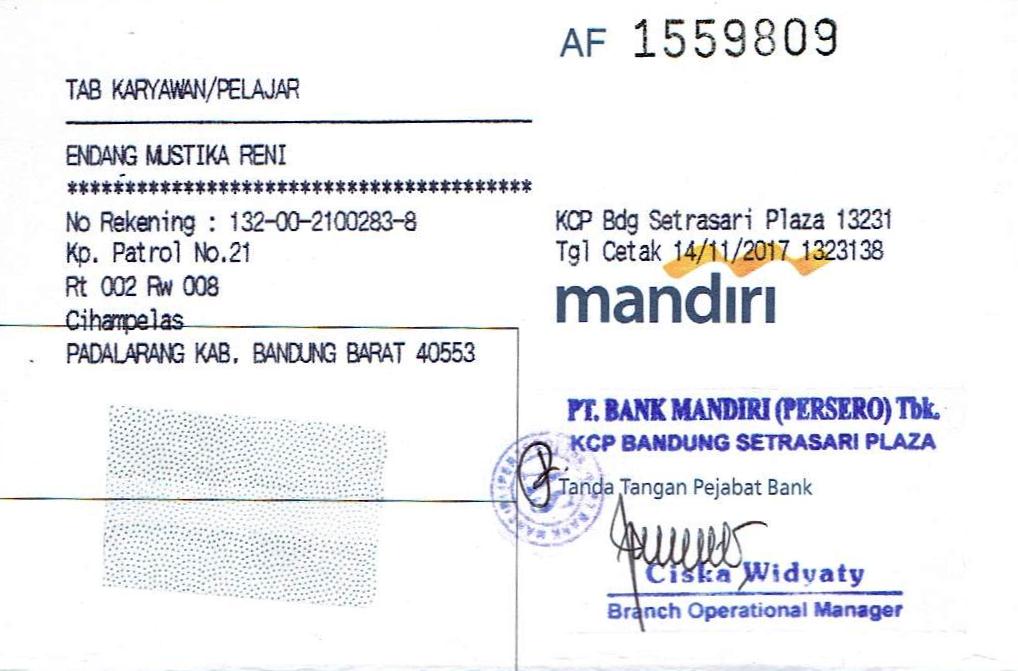 AF 1559809
TAB KARYAWAN/PELAJAR
ENDANG MUSTIKA RENI
*****************************************
No Rekening : 132-00-2100283-8
Kp. Patrol No.21
Rt 002 Rw 008
Cihampelas
PADALARANG KAB. BANDUNG BARAT 40553
KCP Bdg Setrasari Plaza 13231
Tgl Cetak 14/11/2017 1323138
mandiri
PT. BANK MANDIRI (PERSERO) Tbk.
KCP BANDUNG SETRASARI PLAZA
Tanda Tangan Pejabat Bank
Ciska Widyaty
Branch Operational Manager